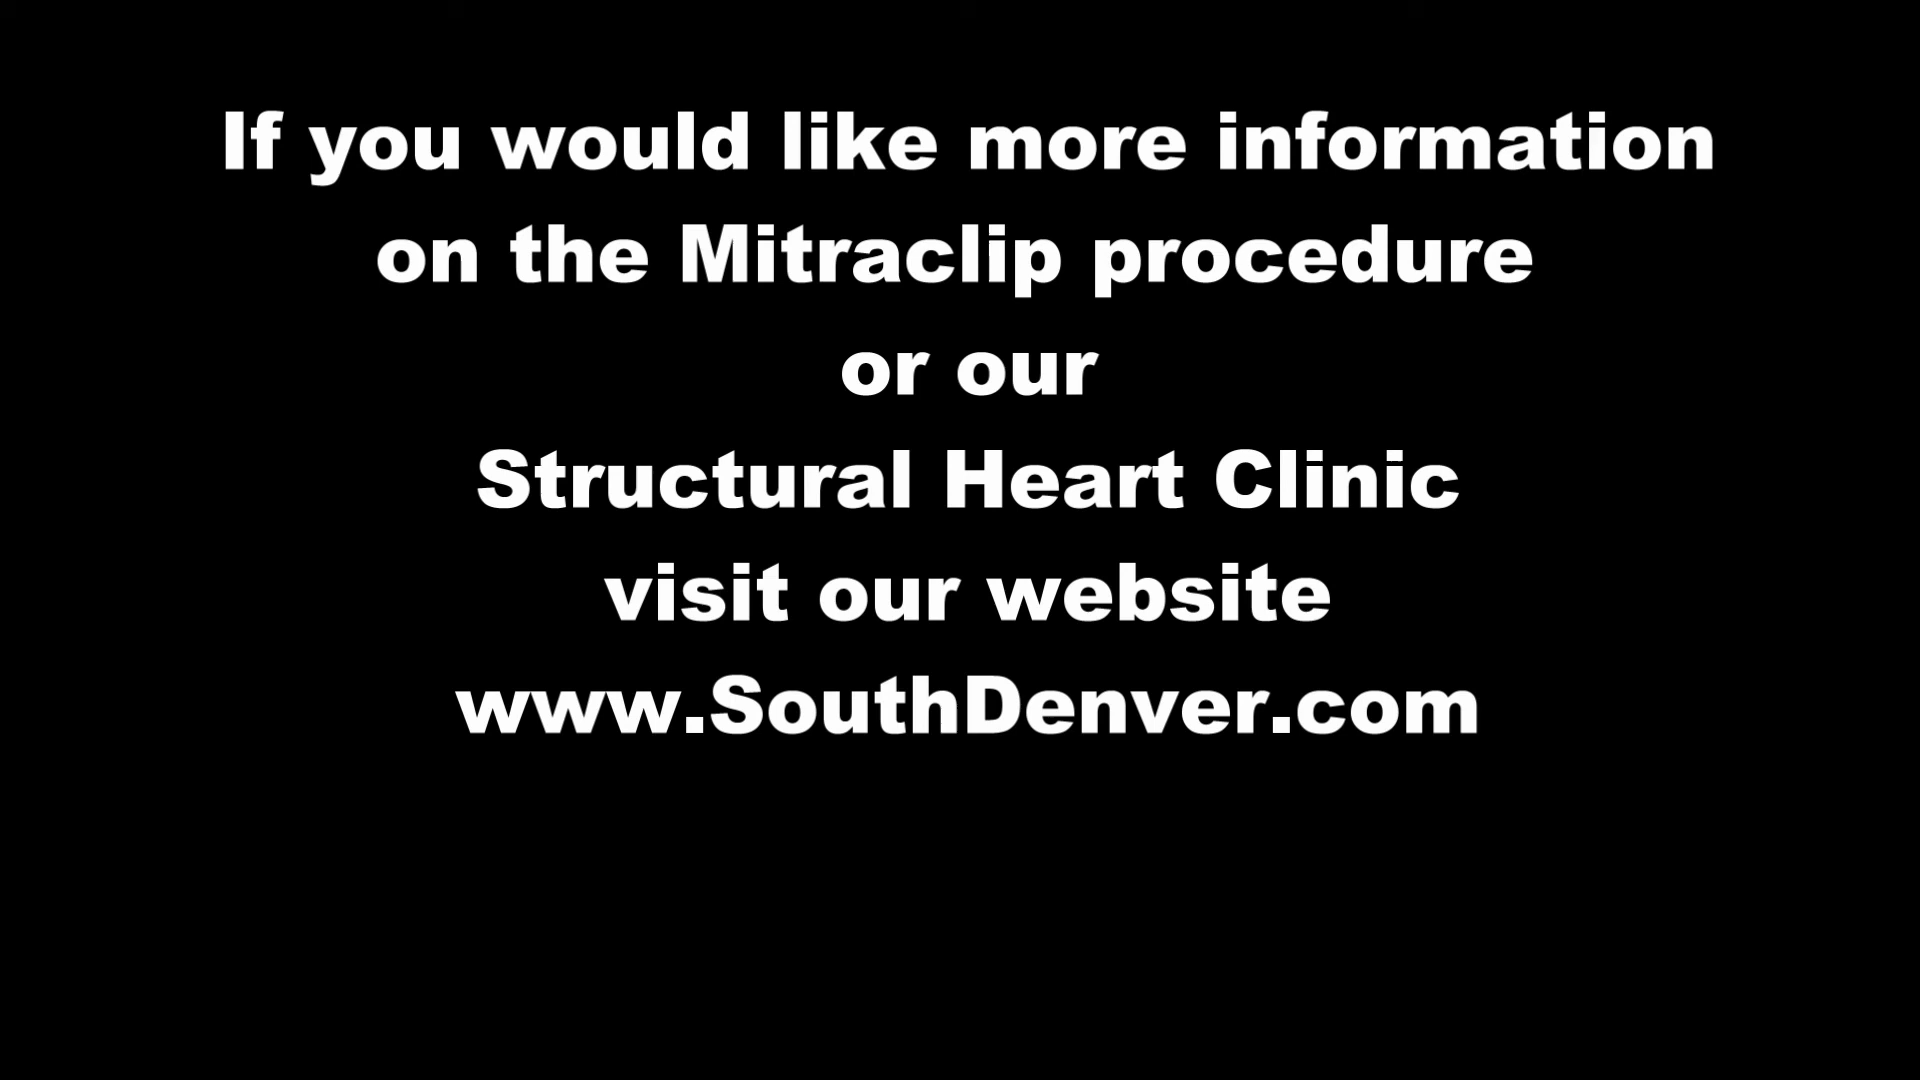 If you would like more information
on the Mitraclip procedure
or our
Structural Heart Clinic
visit our website
www.SouthDenver.com